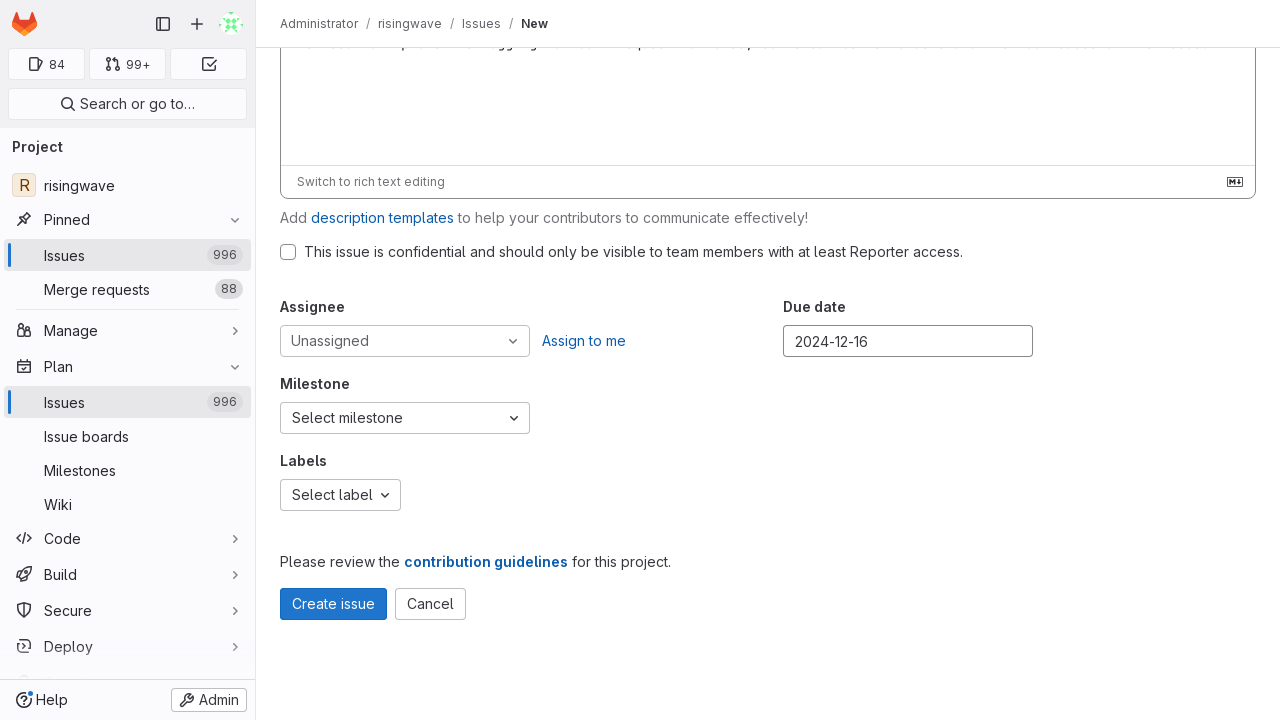 Administrator / risingwave / Issues / New
84
99+
Search or go to…
Project
R risingwave
Pinned
Issues 996
Merge requests 88
Manage
Plan
Issues 996
Issue boards
Milestones
Wiki
Code
Build
Secure
Deploy
Help
Admin
Switch to rich text editing
Add description templates to help your contributors to communicate effectively!
This issue is confidential and should only be visible to team members with at least Reporter access.
Assignee
Unassigned
Assign to me
Due date
2024-12-16
Milestone
Select milestone
Labels
Select label
Please review the contribution guidelines for this project.
Create issue
Cancel